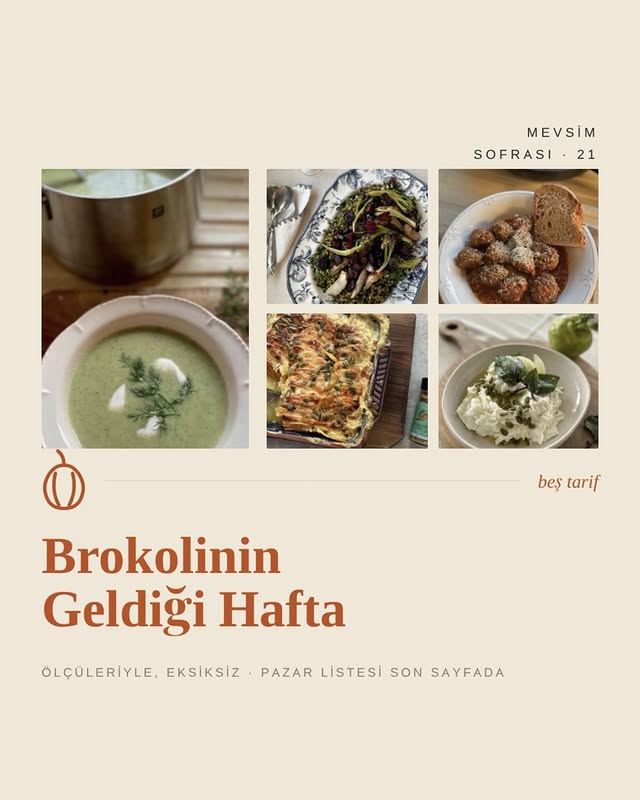 MEVSİM
SOFRASI · 21
beş tarif
Brokolinin
Geldiği Hafta
ÖLÇÜLERİYLE, EKSİKSİZ · PAZAR LİSTESİ SON SAYFADA